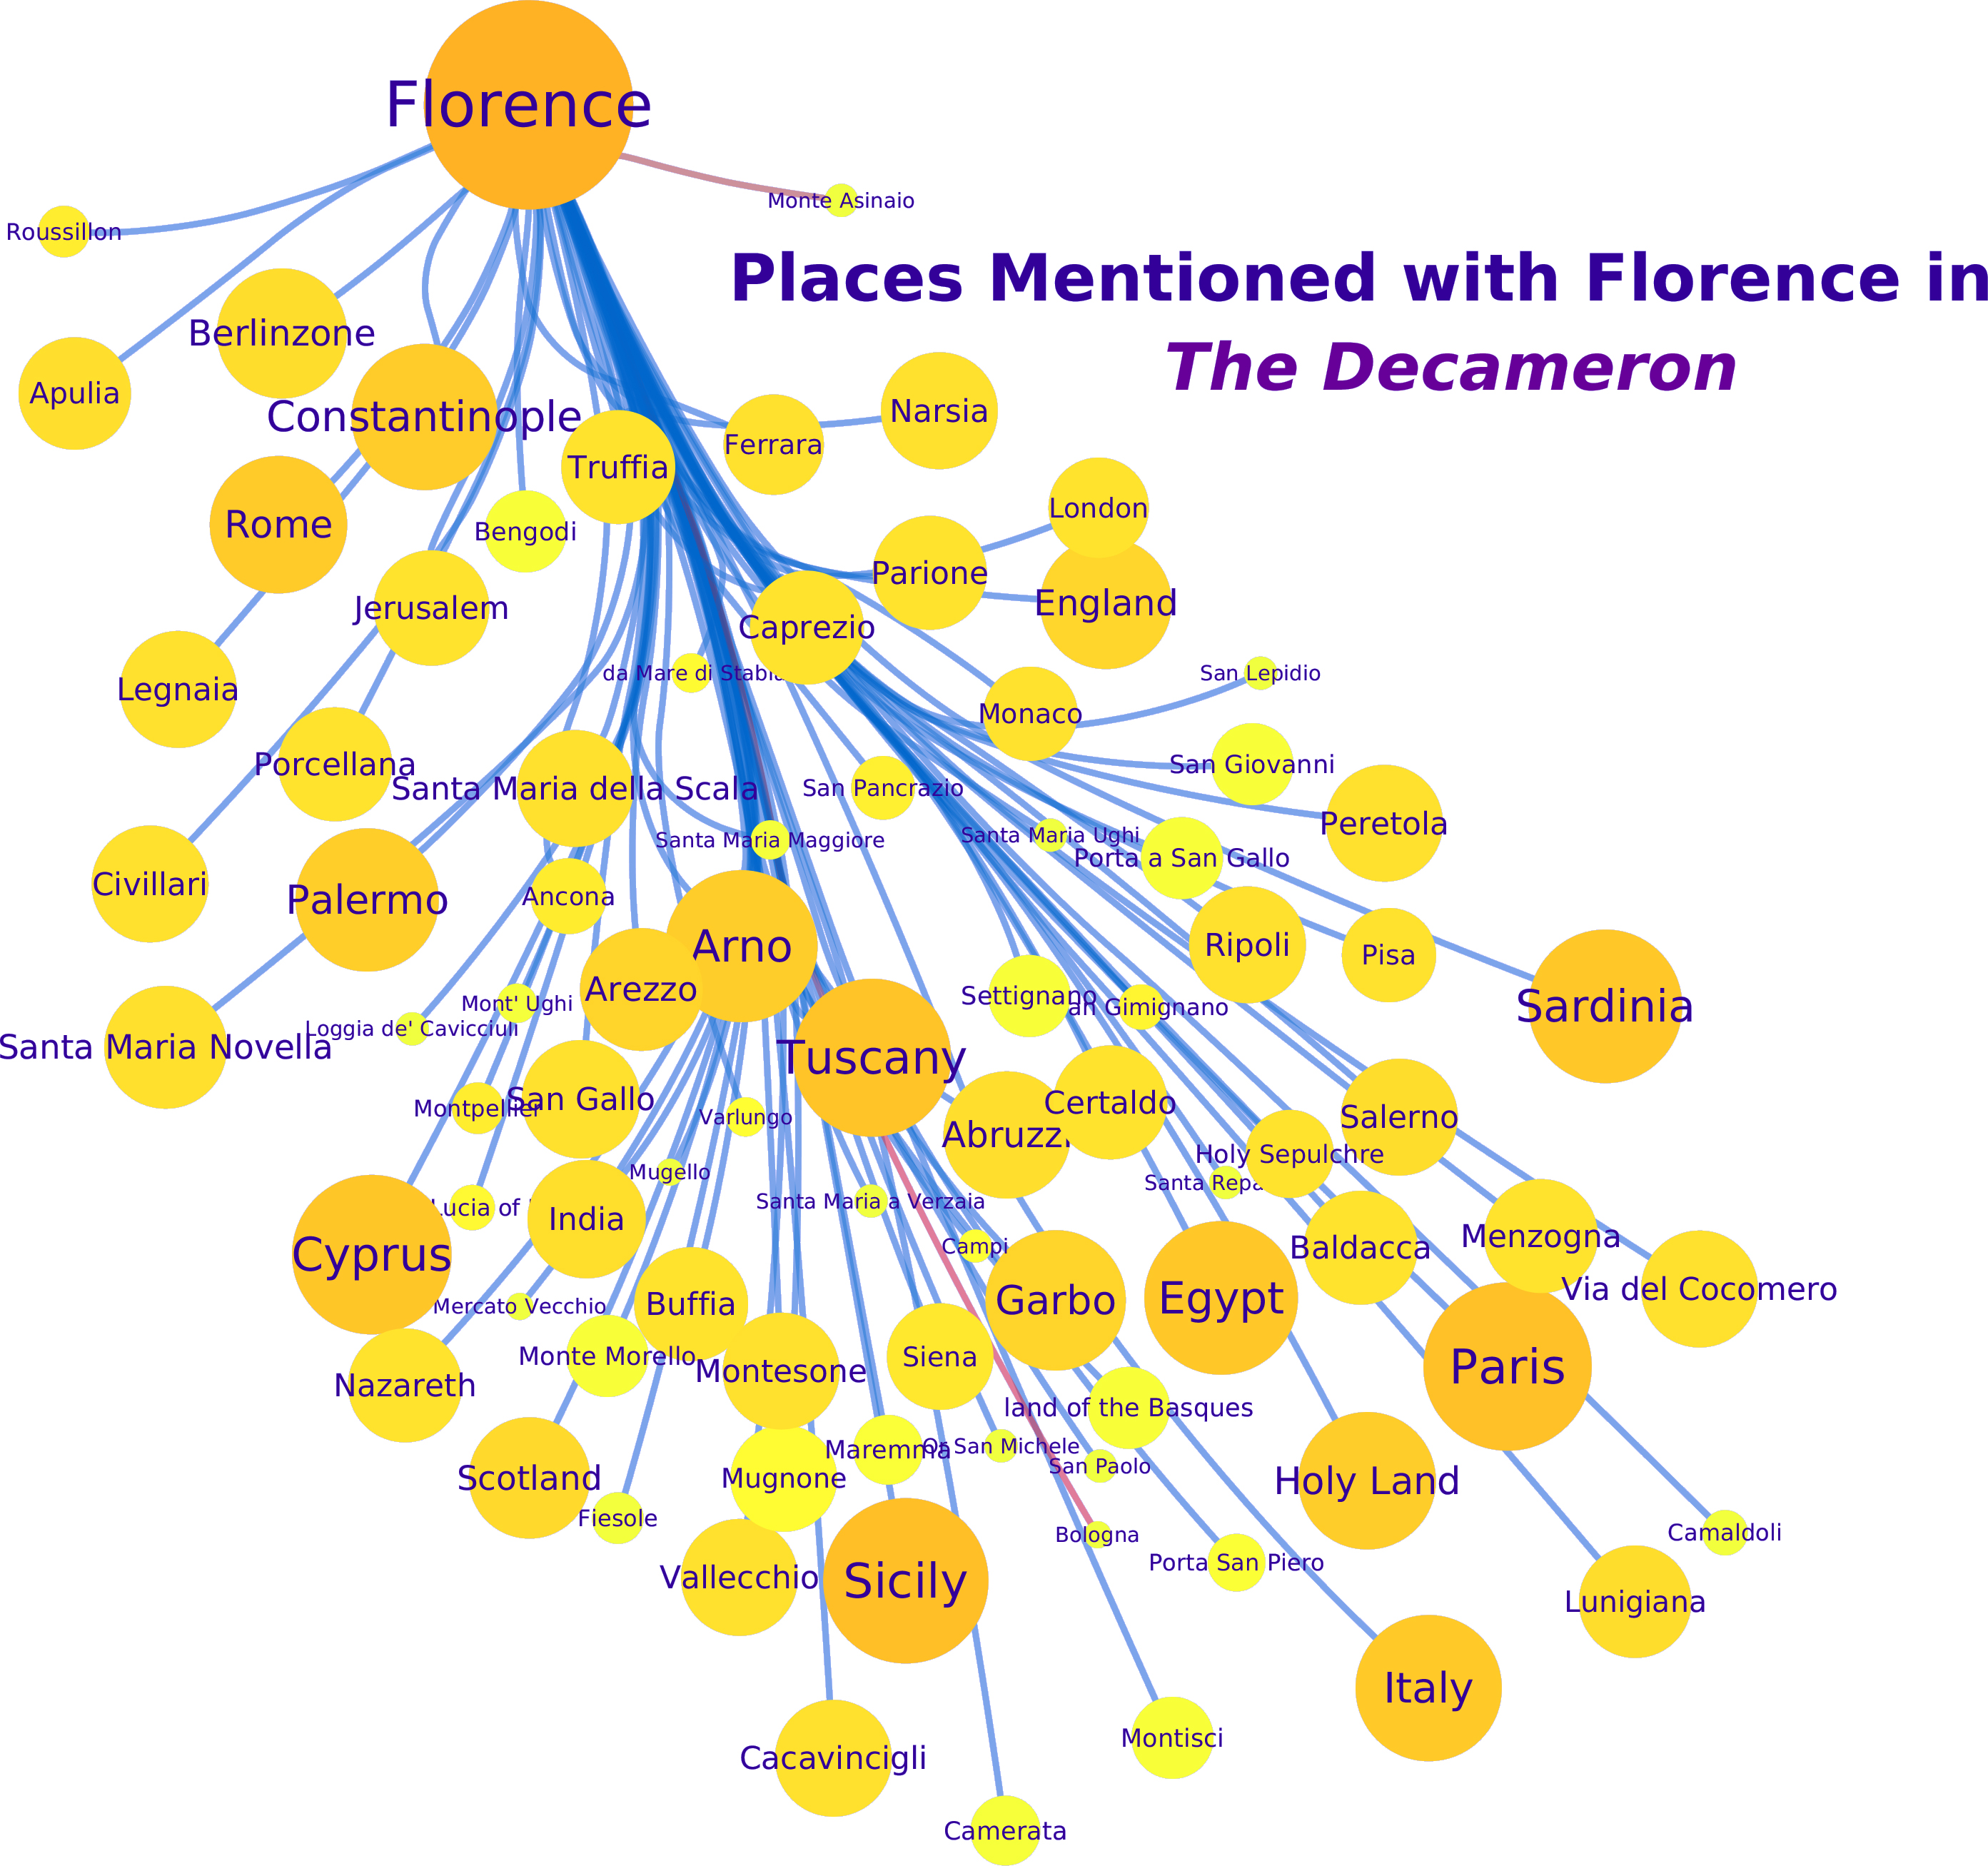 Florence
Monte Asinaio
Roussillon
Places Mentioned with Florence in
The Decameron
Berlinzone
Apulia
Constantinople
Narsia
Ferrara
Truffia
London
Rome
Bengodi
Parione
England
Jerusalem
Caprezio
da Mare di Stabia
San Lepidio
Legnaia
Monaco
Porcellana
San Giovanni
Santa Maria della Scala
San Pancrazio
Peretola
Santa Maria Maggiore
Santa Maria Ughi
Porta a San Gallo
Civillari
Palermo
Ancona
Arno
Ripoli
Pisa
Arezzo
Settignano
an Gimignano
Sardinia
Mont' Ughi
Loggia de' Cavicciuli
Santa Maria Novella
Tuscany
San Gallo
Montpellier
Varlungo
Certaldo
Abruzzi
Salerno
Holy Sepulchre
Mugello
Santa Repa
Santa Maria a Verzaia
Lucia of
India
Menzogna
Campi
Baldacca
Cyprus
Via del Cocomero
Mercato Vecchio
Buffia
Garbo
Egypt
Monte Morello
Siena
Paris
Montesone
Nazareth
land of the Basques
Maremma
Or San Michele
San Paolo
Scotland
Mugnone
Holy Land
Fiesole
Bologna
Camaldoli
Porta San Piero
Vallecchio
Sicily
Lunigiana
Italy
Montisci
Cacavincigli
Camerata